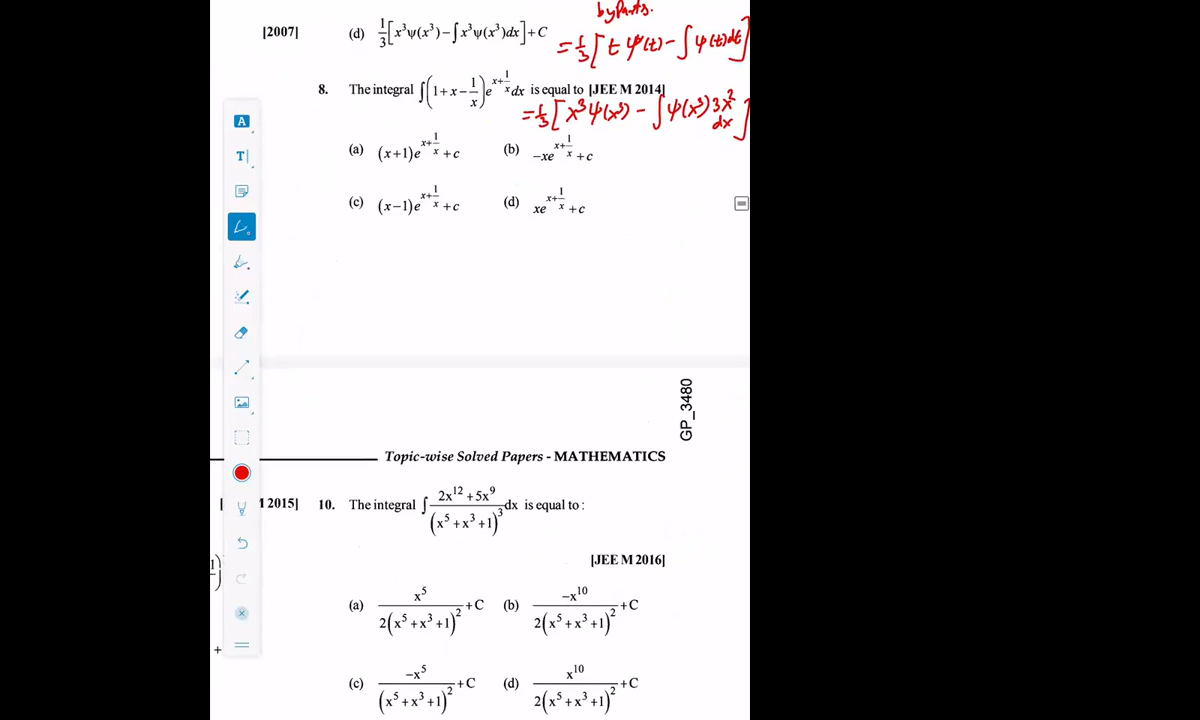 by Parts.
[2007] (d) 1/3[x³ψ(x³)−∫x³ψ(x³)dx]+C
=1/3[tψ(t)−∫ψ(t)dt]
8. The integral ∫(1+x−1/x)e^(x+1/x)dx is equal to [JEE M 2014]
=1/3[x³ψ(x³)−∫ψ(x³)3x²dx]
(a) (x+1)e^(x+1/x)+c (b) −xe^(x+1/x)+c
(c) (x−1)e^(x+1/x)+c (d) xe^(x+1/x)+c
GP_3480
Topic-wise Solved Papers - MATHEMATICS
2015] 10. The integral ∫(2x¹²+5x⁹)/(x⁵+x³+1)³dx is equal to :
[JEE M 2016]
(a) x⁵/2(x⁵+x³+1)²+C (b) −x¹⁰/2(x⁵+x³+1)²+C
(c) −x⁵/(x⁵+x³+1)²+C (d) x¹⁰/2(x⁵+x³+1)²+C